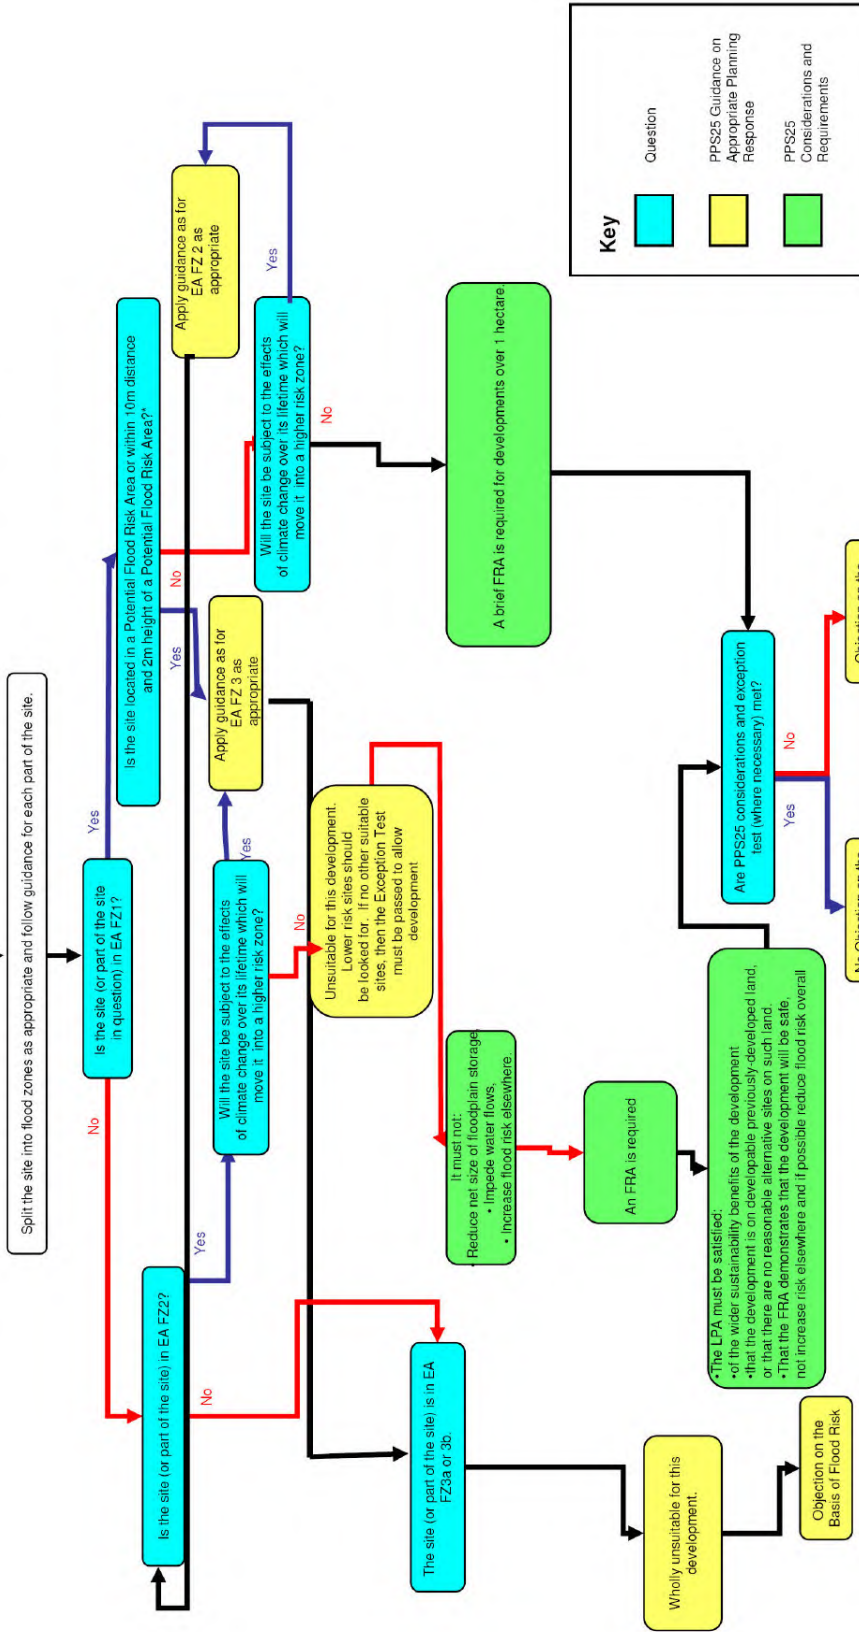 Split the site into flood zones as appropriate and follow guidance for each part of the site.
Is the site (or part of the site
in question) in EA FZ1?
No
Yes
Is the site (or part of the site) in EA FZ2?
Is the site located in a Potential Flood Risk Area or within 10m distance
and 2m height of a Potential Flood Risk Area?*
Yes
No
Yes
No
Apply guidance as for
EA FZ 2 as
appropriate
Will the site be subject to the effects
of climate change over its lifetime which will
move it into a higher risk zone?
Yes
No
Apply guidance as for
EA FZ 3 as
appropriate
Will the site be subject to the effects
of climate change over its lifetime which will
move it into a higher risk zone?
Yes
No
Unsuitable for this development.
Lower risk sites should
be looked for. If no other suitable
sites, then the Exception Test
must be passed to allow
development
The site (or part of the site) is in EA
FZ3a or 3b.
It must not:
• Reduce net size of floodplain storage,
• Impede water flows,
• Increase flood risk elsewhere.
A brief FRA is required for developments over 1 hectare.
An FRA is required
Wholly unsuitable for this
development.
•The LPA must be satisfied:
•of the wider sustainability benefits of the development
•that the development is on developable previously-developed land,
or that there are no reasonable alternative sites on such land.
•That the FRA demonstrates that the development will be safe,
not increase risk elsewhere and if possible reduce flood risk overall
Are PPS25 considerations and exception
test (where necessary) met?
Yes
No
Objection on the
Basis of Flood Risk
No Objection on the
Objection on the
Key
Question
PPS25 Guidance on
Appropriate Planning
Response
PPS25
Considerations and
Requirements